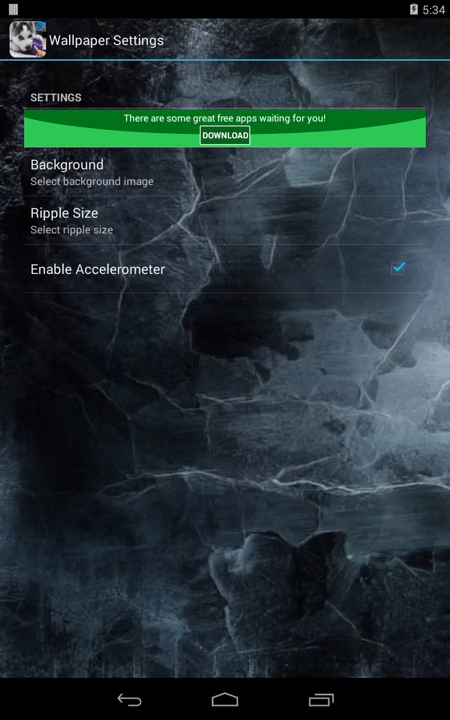 5:34
Wallpaper Settings
SETTINGS
There are some great free apps waiting for you!
DOWNLOAD
Background
Select background image
Ripple Size
Select ripple size
Enable Accelerometer